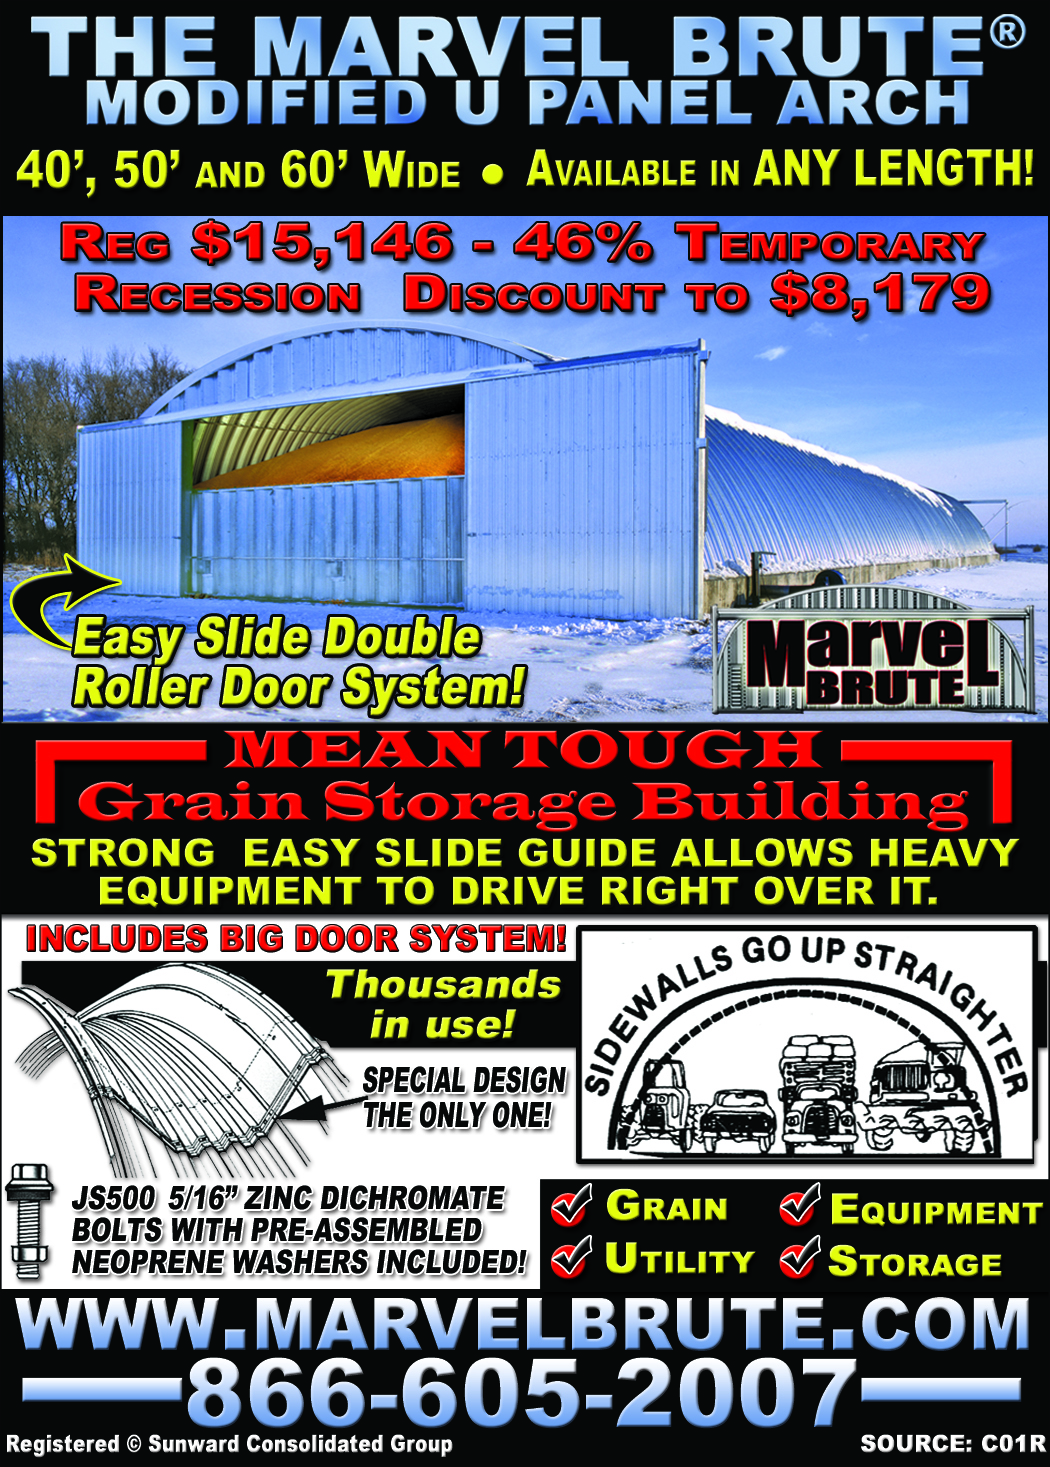 THE MARVEL BRUTE®
MODIFIED U PANEL ARCH
40’, 50’ AND 60’ WIDE • AVAILABLE IN ANY LENGTH!
REG $15,146 - 46% TEMPORARY
RECESSION DISCOUNT TO $8,179
Easy Slide Double
Roller Door System!
MarveL
BRUTE
MEAN TOUGH
Grain Storage Building
STRONG EASY SLIDE GUIDE ALLOWS HEAVY
EQUIPMENT TO DRIVE RIGHT OVER IT.
INCLUDES BIG DOOR SYSTEM!
Thousands
in use!
SPECIAL DESIGN
THE ONLY ONE!
SIDEWALLS GO UP STRAIGHTER
JS500 5/16” ZINC DICHROMATE
BOLTS WITH PRE-ASSEMBLED
NEOPRENE WASHERS INCLUDED!
GRAIN
EQUIPMENT
UTILITY
STORAGE
WWW.MARVELBRUTE.COM
866-605-2007
Registered © Sunward Consolidated Group
SOURCE: C01R